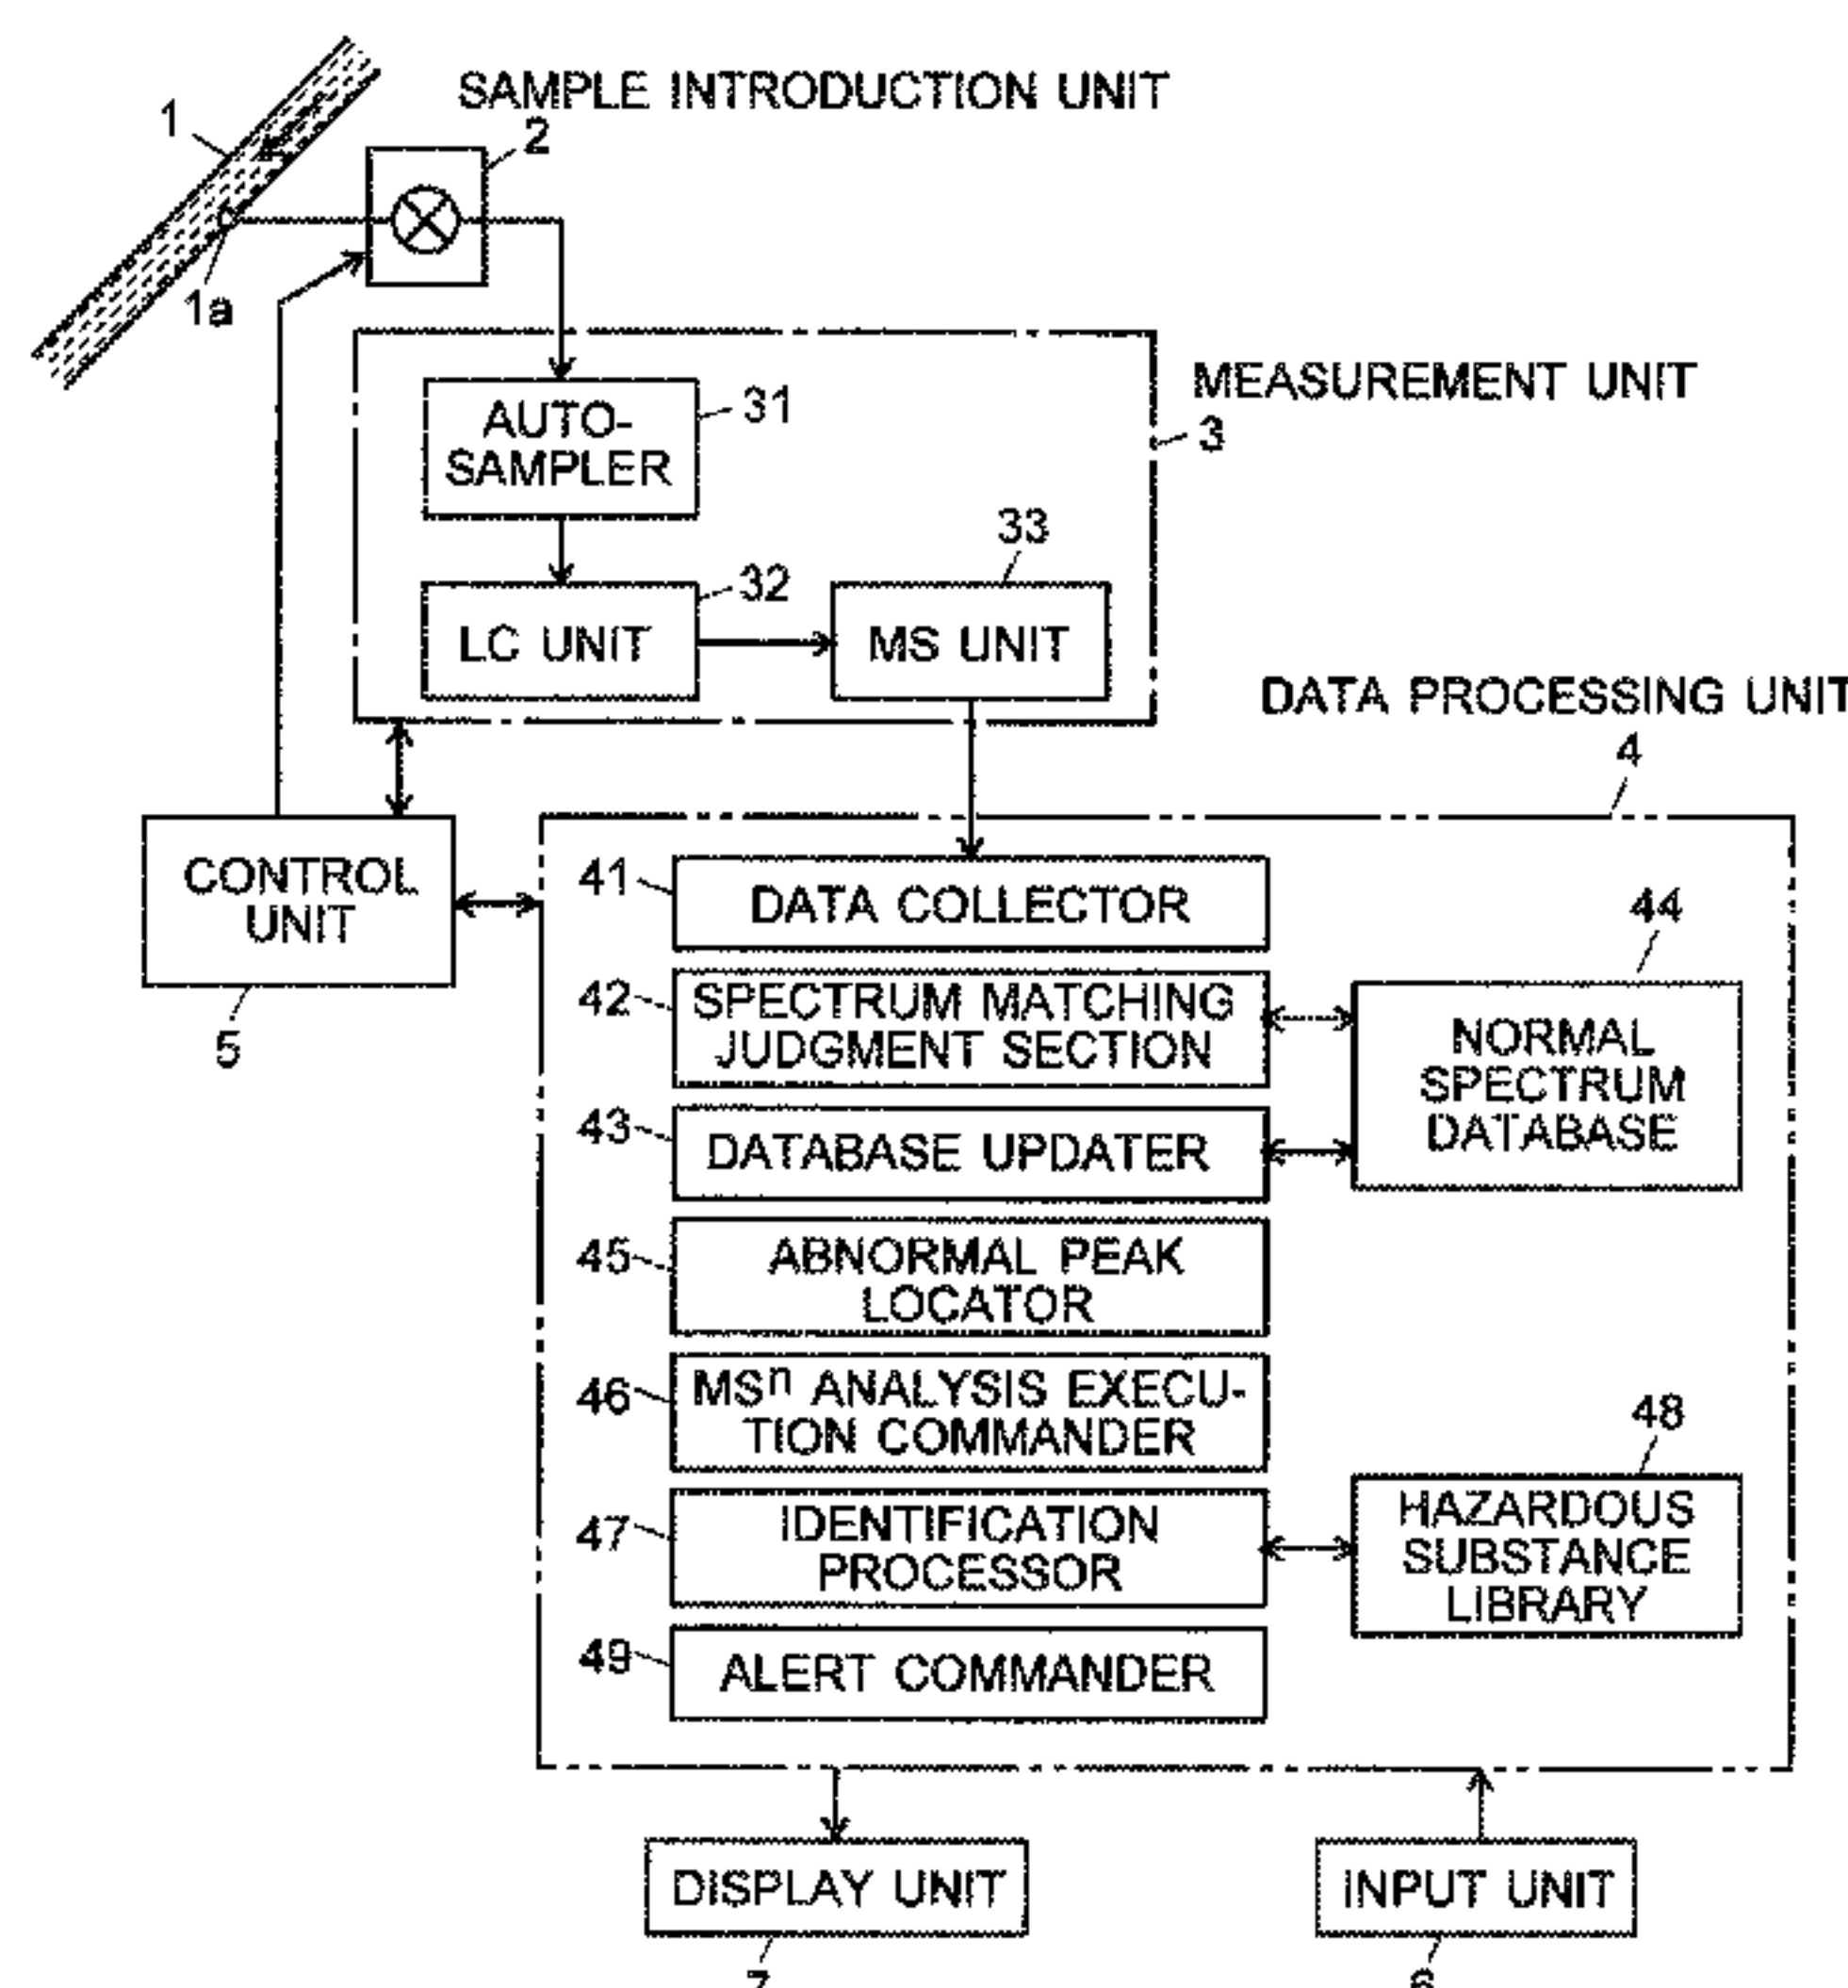 SAMPLE INTRODUCTION UNIT
1
2
1a
MEASUREMENT UNIT
3
AUTO-
SAMPLER
31
33
32
LC UNIT
MS UNIT
DATA PROCESSING UNIT
4
CONTROL
UNIT
5
41
DATA COLLECTOR
44
42
SPECTRUM MATCHING
JUDGMENT SECTION
NORMAL
SPECTRUM
DATABASE
43
DATABASE UPDATER
45
ABNORMAL PEAK
LOCATOR
46
MSⁿ ANALYSIS EXECU-
TION COMMANDER
48
47
IDENTIFICATION
PROCESSOR
HAZARDOUS
SUBSTANCE
LIBRARY
49
ALERT COMMANDER
DISPLAY UNIT
INPUT UNIT
7
6